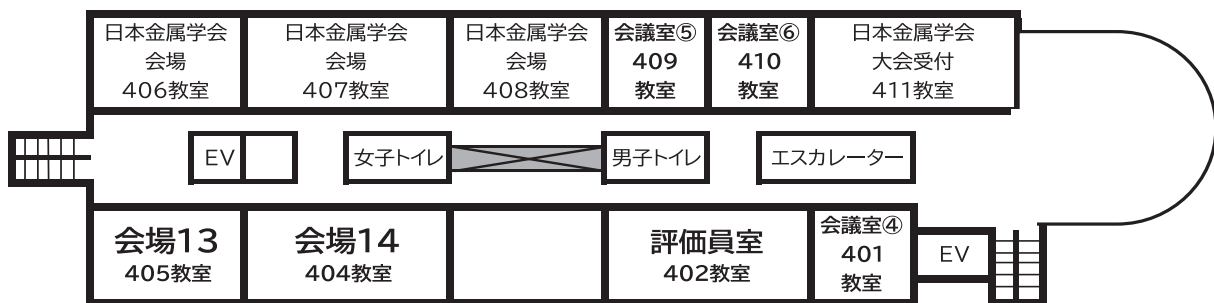 日本金属学会
会場
406教室
日本金属学会
会場
407教室
日本金属学会
会場
408教室
会議室⑤
409
教室
会議室⑥
410
教室
日本金属学会
大会受付
411教室
EV
女子トイレ
男子トイレ
エスカレーター
会場13
405教室
会場14
404教室
評価員室
402教室
会議室④
401
教室
EV